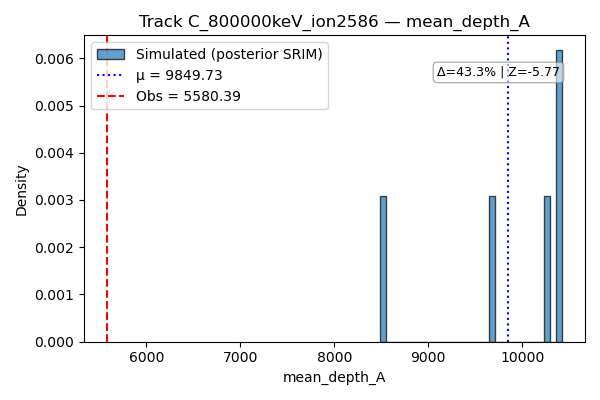 Track C_800000keV_ion2586 — mean_depth_A
Simulated (posterior SRIM)
μ = 9849.73
Obs = 5580.39
Δ=43.3% | Z=-5.77
Density
0.006
0.005
0.004
0.003
0.002
0.001
0.000
6000
7000
8000
9000
10000
mean_depth_A